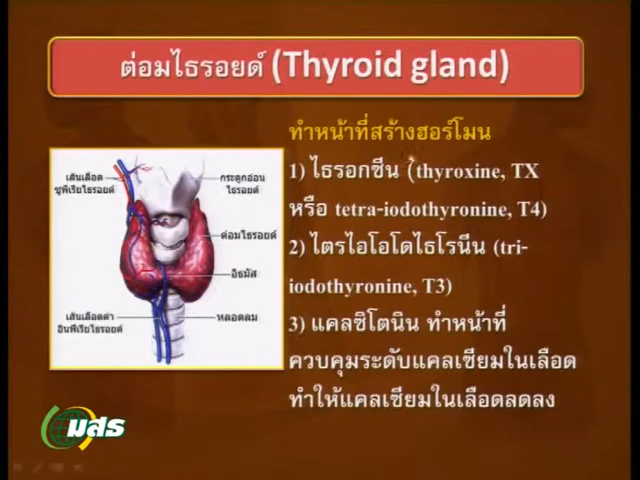 ต่อมไธรอยด์ (Thyroid gland)
ทำหน้าที่สร้างฮอร์โมน
1) ไธรอกซีน (thyroxine, TX
หรือ tetra-iodothyronine, T4)
2) ไตรไอโอโดไธโรนีน (tri-
iodothyronine, T3)
3) แคลซิโตนิน ทำหน้าที่
ควบคุมระดับแคลเซียมในเลือด
ทำให้แคลเซียมในเลือดลดลง
เส้นเลือด
ซูพีเรียไธรอยด์
กระดูกอ่อน
ไธรอยด์
ต่อมไธรอยด์
อิธมัส
เส้นเลือดดำ
อินฟีเรียไธรอยด์
หลอดลม
มสธ